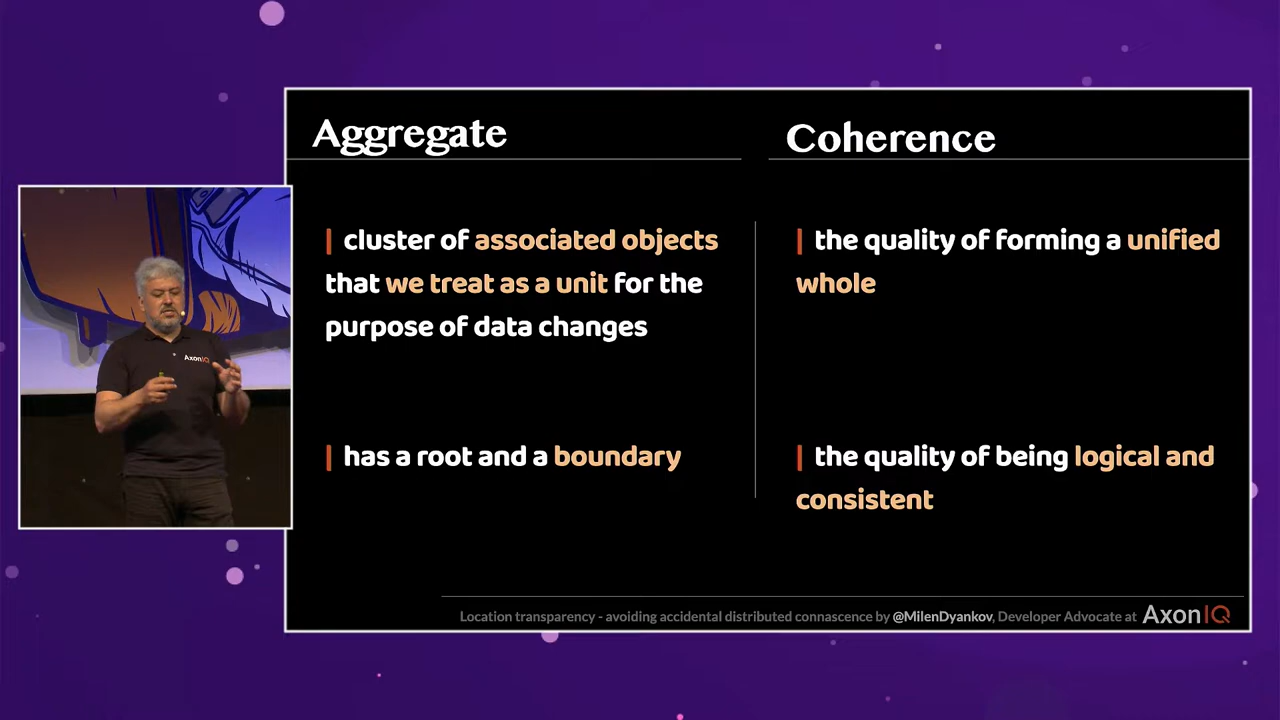 Aggregate
| cluster of associated objects
that we treat as a unit for the
purpose of data changes
| has a root and a boundary
Coherence
| the quality of forming a unified
whole
| the quality of being logical and
consistent
Location transparency - avoiding accidental distributed connascence by @MilenDyankov, Developer Advocate at AxonIQ
AxonIQ